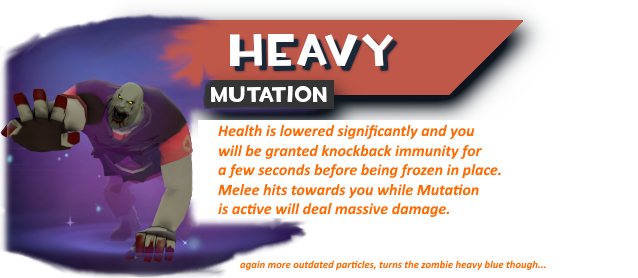 HEAVY
MUTATION
Health is lowered significantly and you
will be granted knockback immunity for
a few seconds before being frozen in place.
Melee hits towards you while Mutation
is active will deal massive damage.
again more outdated particles, turns the zombie heavy blue though...